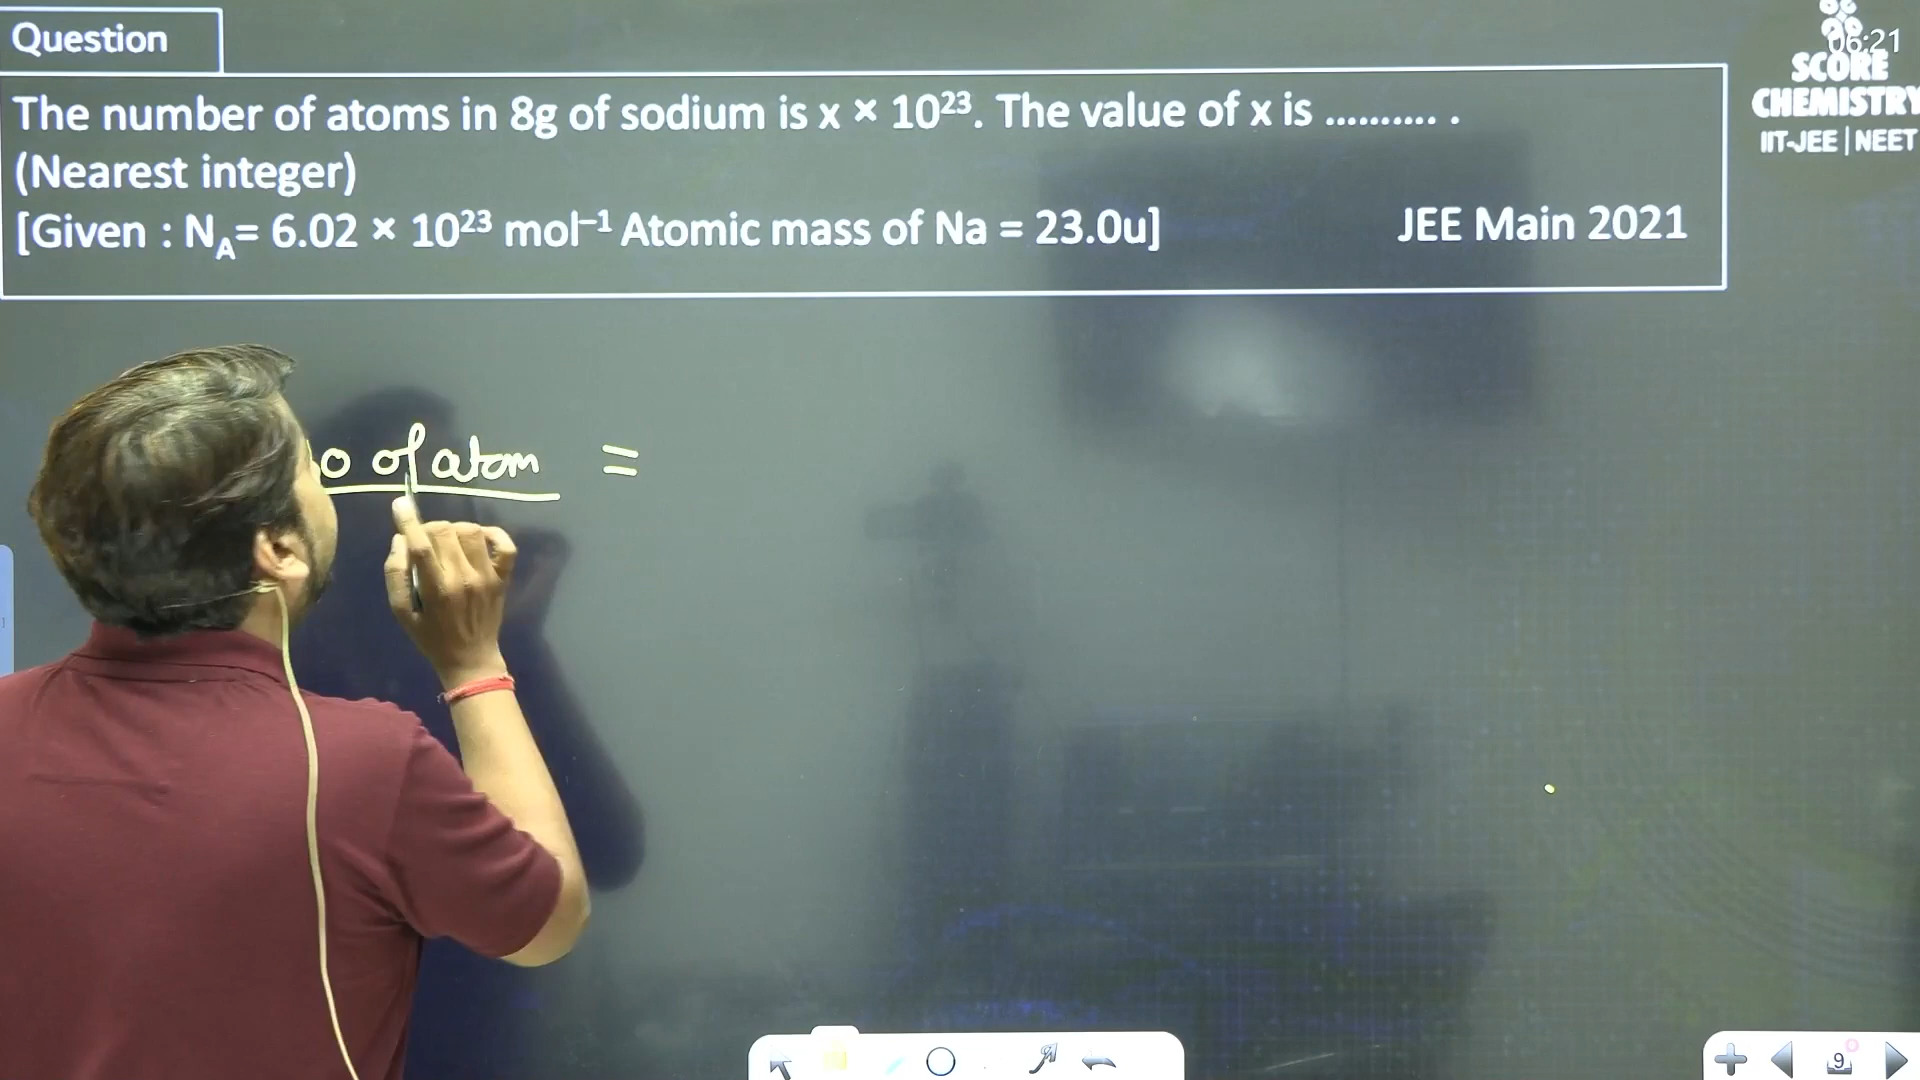 Question
06:21
SCORE
CHEMISTRY
IIT-JEE | NEET
The number of atoms in 8g of sodium is x × 10²³. The value of x is .......... .
(Nearest integer)
[Given : N_A= 6.02 × 10²³ mol⁻¹ Atomic mass of Na = 23.0u] JEE Main 2021
of atom =
9